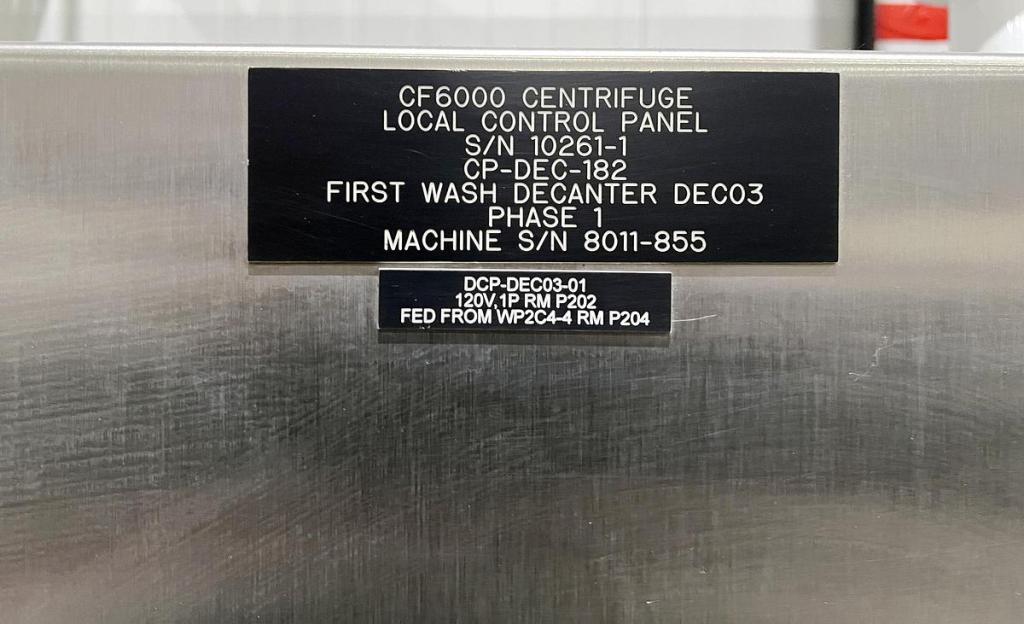 CF6000 CENTRIFUGE
LOCAL CONTROL PANEL
S/N 10261-1
CP-DEC-182
FIRST WASH DECANTER DEC03
PHASE 1
MACHINE S/N 8011-855
DCP-DEC03-01
120V,1P RM P202
FED FROM WP2C4-4 RM P204